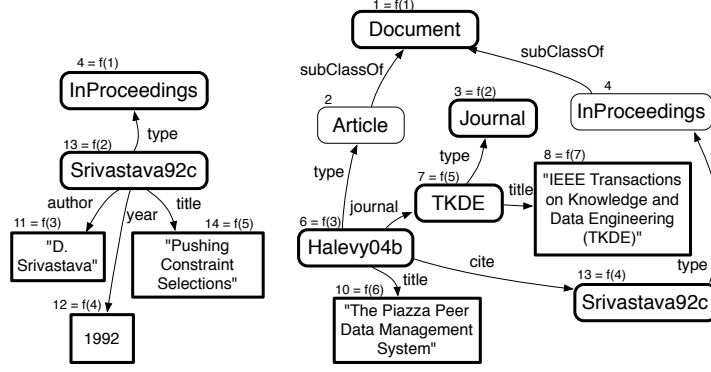 4 = f(1)
InProceedings
type
13 = f(2)
Srivastava92c
author
year
title
11 = f(3)
"D.
Srivastava"
14 = f(5)
"Pushing
Constraint
Selections"
12 = f(4)
1992
1 = f(1)
Document
subClassOf
subClassOf
2
Article
3 = f(2)
Journal
4
InProceedings
type
type
7 = f(5)
TKDE
title
8 = f(7)
"IEEE Transactions
on Knowledge and
Data Engineering
(TKDE)"
journal
6 = f(3)
Halevy04b
cite
title
13 = f(4)
Srivastava92c
type
10 = f(6)
"The Piazza Peer
Data Management
System"